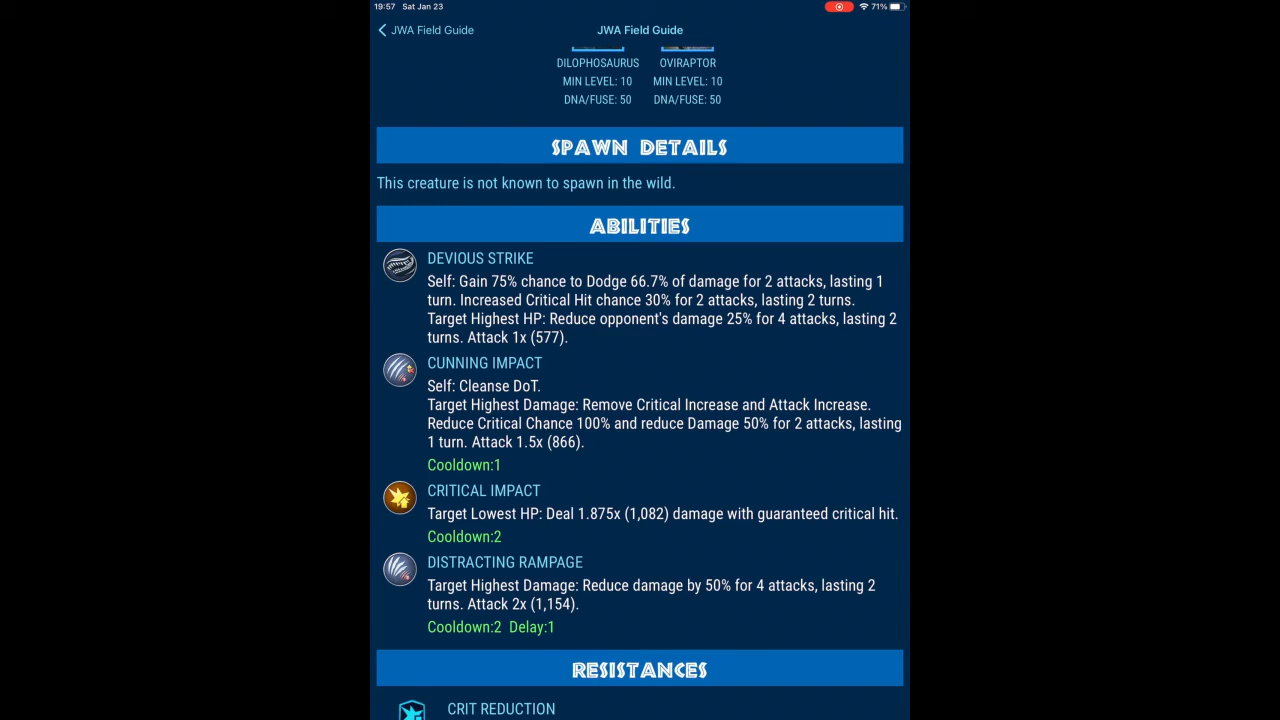 19:57 Sat Jan 23 71%
JWA Field Guide JWA Field Guide
DILOPHOSAURUS OVIRAPTOR
MIN LEVEL: 10 MIN LEVEL: 10
DNA/FUSE: 50 DNA/FUSE: 50
SPAWN DETAILS
This creature is not known to spawn in the wild.
ABILITIES
DEVIOUS STRIKE
Self: Gain 75% chance to Dodge 66.7% of damage for 2 attacks, lasting 1
turn. Increased Critical Hit chance 30% for 2 attacks, lasting 2 turns.
Target Highest HP: Reduce opponent's damage 25% for 4 attacks, lasting 2
turns. Attack 1x (577).
CUNNING IMPACT
Self: Cleanse DoT.
Target Highest Damage: Remove Critical Increase and Attack Increase.
Reduce Critical Chance 100% and reduce Damage 50% for 2 attacks, lasting
1 turn. Attack 1.5x (866).
Cooldown:1
CRITICAL IMPACT
Target Lowest HP: Deal 1.875x (1,082) damage with guaranteed critical hit.
Cooldown:2
DISTRACTING RAMPAGE
Target Highest Damage: Reduce damage by 50% for 4 attacks, lasting 2
turns. Attack 2x (1,154).
Cooldown:2 Delay:1
RESISTANCES
CRIT REDUCTION